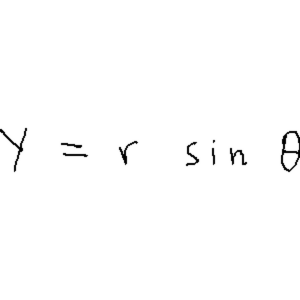 Y = r sin θ